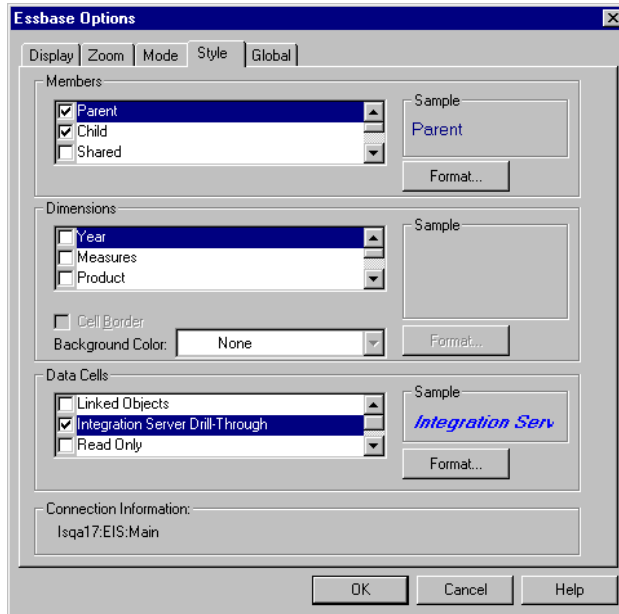 Essbase Options
Display Zoom Mode Style Global
Members
Parent
Child
Shared
Sample
Parent
Format...
Dimensions
Year
Measures
Product
Sample
Cell Border
Background Color: None
Format...
Data Cells
Linked Objects
Integration Server Drill-Through
Read Only
Sample
Integration Serv
Format...
Connection Information:
Isqa17:EIS:Main
OK Cancel Help